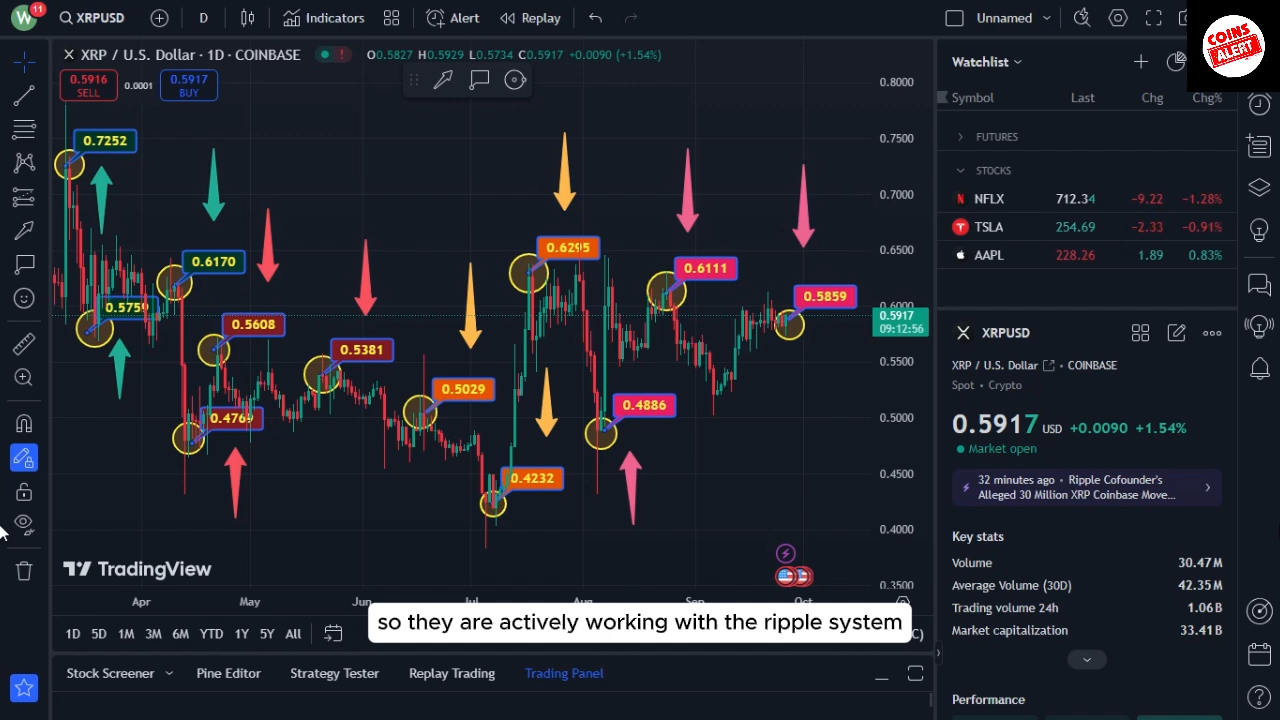 W
11
XRPUSD
D
Indicators
Alert
Replay
Unnamed
COINS
ALERT
XRP / U.S. Dollar · 1D · COINBASE
O0.5827 H0.5929 L0.5734 C0.5917 +0.0090 (+1.54%)
0.5916
SELL
0.0001
0.5917
BUY
0.7252
0.6170
0.5759
0.5608
0.4769
0.5381
0.5029
0.4232
0.6295
0.4886
0.6111
0.5859
0.8000
0.7500
0.7000
0.6500
0.6000
0.5917
09:12:56
0.5500
0.5000
0.4500
0.4000
0.3500
TradingView
Apr
May
Jun
Jul
Aug
Sep
Oct
so they are actively working with the ripple system
1D 5D 1M 3M 6M YTD 1Y 5Y All
Stock Screener
Pine Editor
Strategy Tester
Replay Trading
Trading Panel
Watchlist
Symbol Last Chg Chg%
FUTURES
STOCKS
NFLX 712.34 -9.22 -1.28%
TSLA 254.69 -2.33 -0.91%
AAPL 228.26 1.89 0.83%
XRPUSD
XRP / U.S. Dollar COINBASE
Spot • Crypto
0.5917 USD +0.0090 +1.54%
Market open
32 minutes ago • Ripple Cofounder's
Alleged 30 Million XRP Coinbase Move...
Key stats
Volume 30.47M
Average Volume (30D) 42.35M
Trading volume 24h 1.06B
Market capitalization 33.41B
Performance